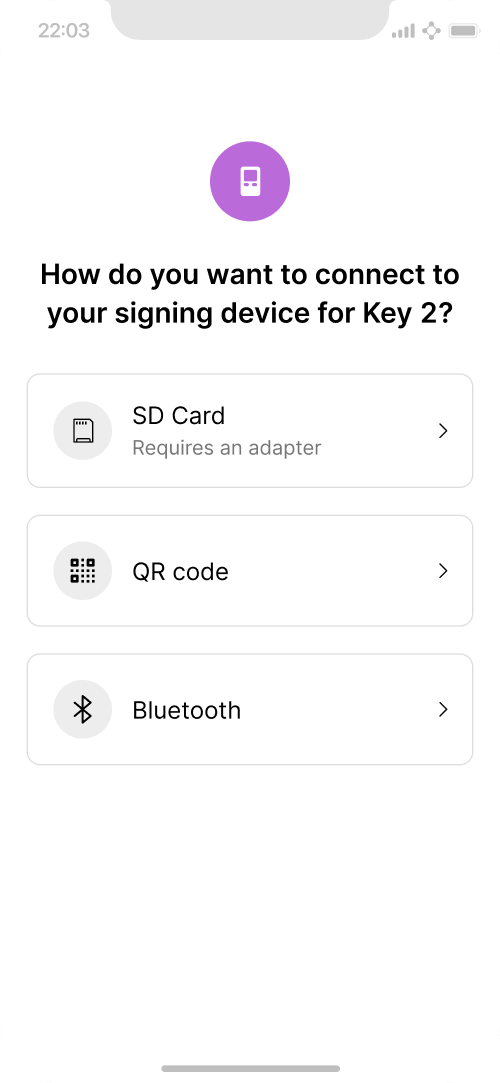 22:03
How do you want to connect to
your signing device for Key 2?
SD Card
Requires an adapter
QR code
Bluetooth